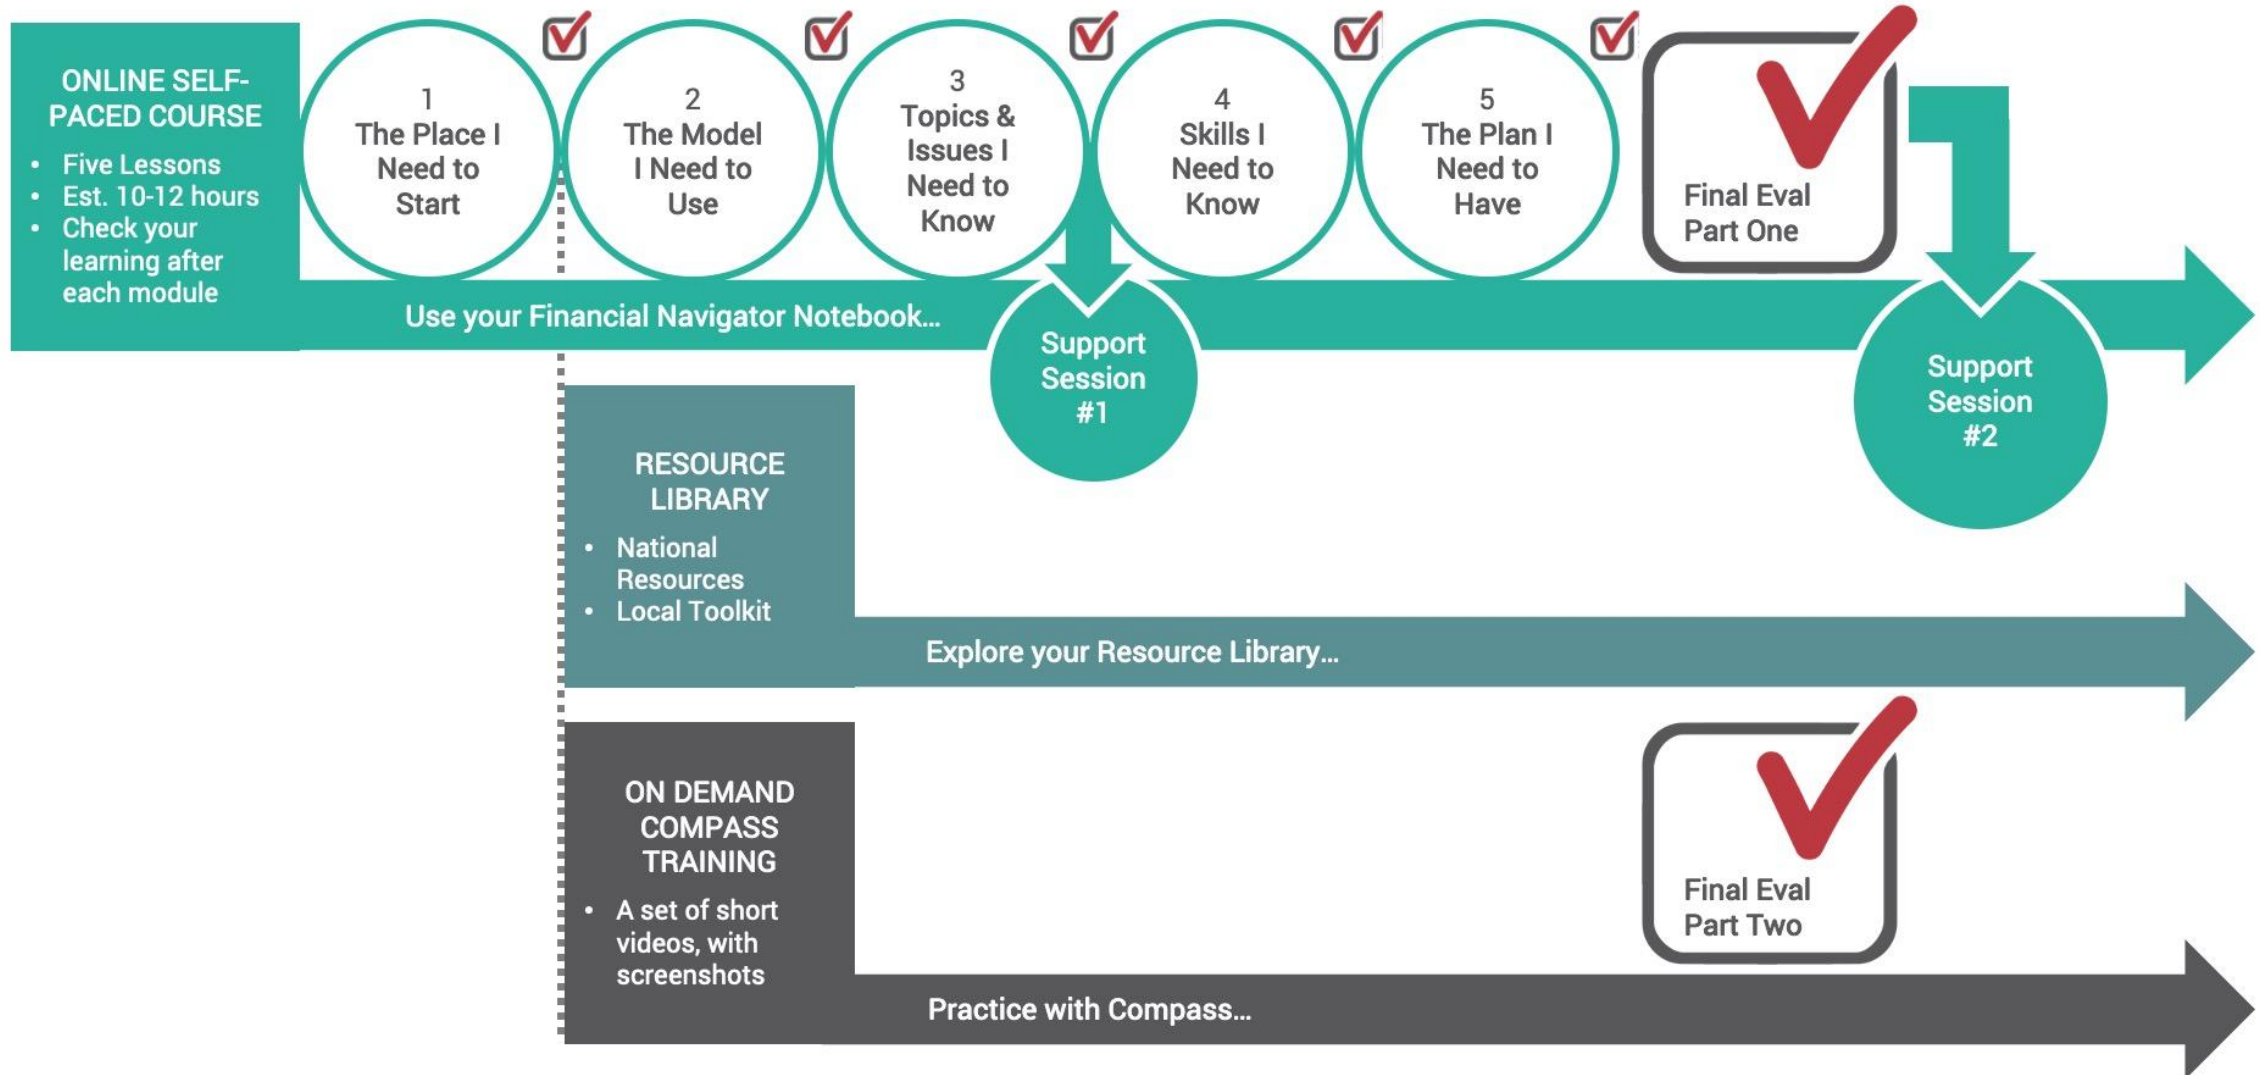 ONLINE SELF-
PACED COURSE
• Five Lessons
• Est. 10-12 hours
• Check your
learning after
each module
1
The Place I
Need to
Start
2
The Model
I Need to
Use
3
Topics &
Issues I
Need to
Know
4
Skills I
Need to
Know
5
The Plan I
Need to
Have
Final Eval
Part One
Use your Financial Navigator Notebook...
Support
Session
#1
Support
Session
#2
RESOURCE
LIBRARY
• National
Resources
• Local Toolkit
Explore your Resource Library...
ON DEMAND
COMPASS
TRAINING
• A set of short
videos, with
screenshots
Final Eval
Part Two
Practice with Compass...